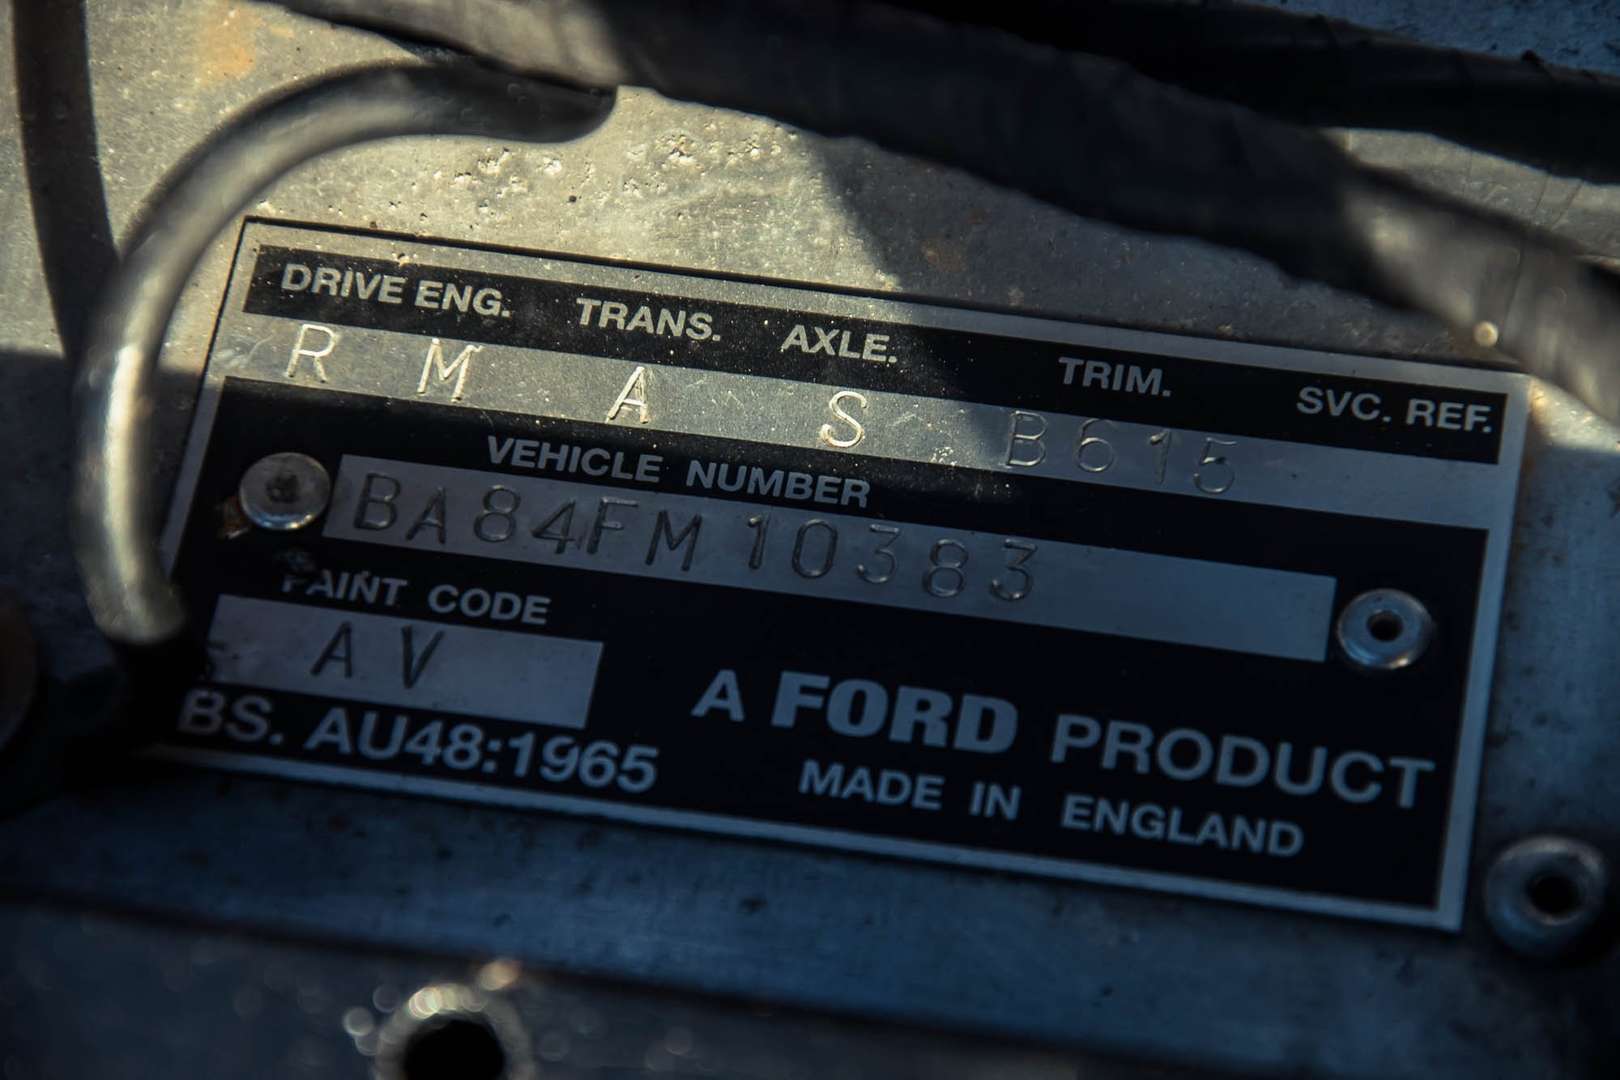 DRIVE ENG. TRANS. AXLE. TRIM. SVC. REF.
R M A S B615
VEHICLE NUMBER
BA84FM10383
PAINT CODE
AV
BS. AU48:1965
A FORD PRODUCT
MADE IN ENGLAND